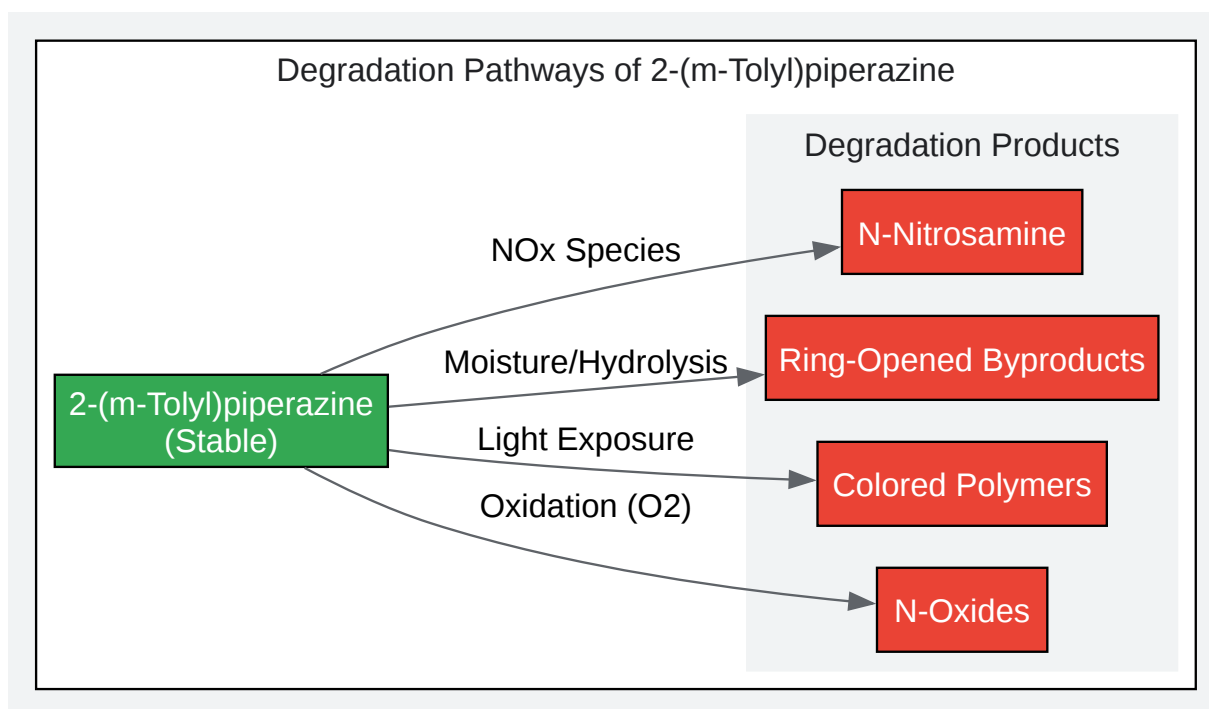 Degradation Pathways of 2-(m-Tolyl)piperazine
Degradation Products
N-Nitrosamine
NOx Species
Ring-Opened Byproducts
Moisture/Hydrolysis
2-(m-Tolyl)piperazine
(Stable)
Light Exposure
Colored Polymers
Oxidation (O2)
N-Oxides